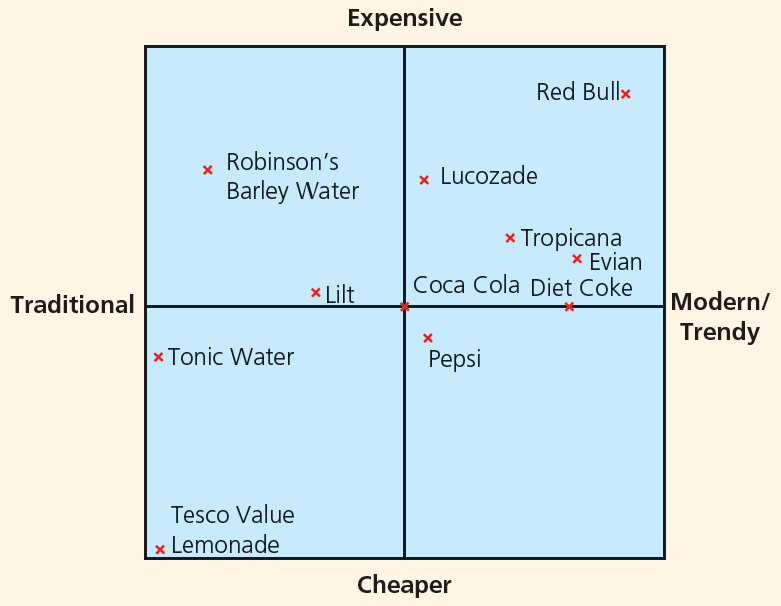 Expensive
Red Bull
Robinson's
Barley Water
Lucozade
Tropicana
Evian
Coca Cola
Diet Coke
Lilt
Traditional
Modern/
Trendy
Tonic Water
Pepsi
Tesco Value
Lemonade
Cheaper